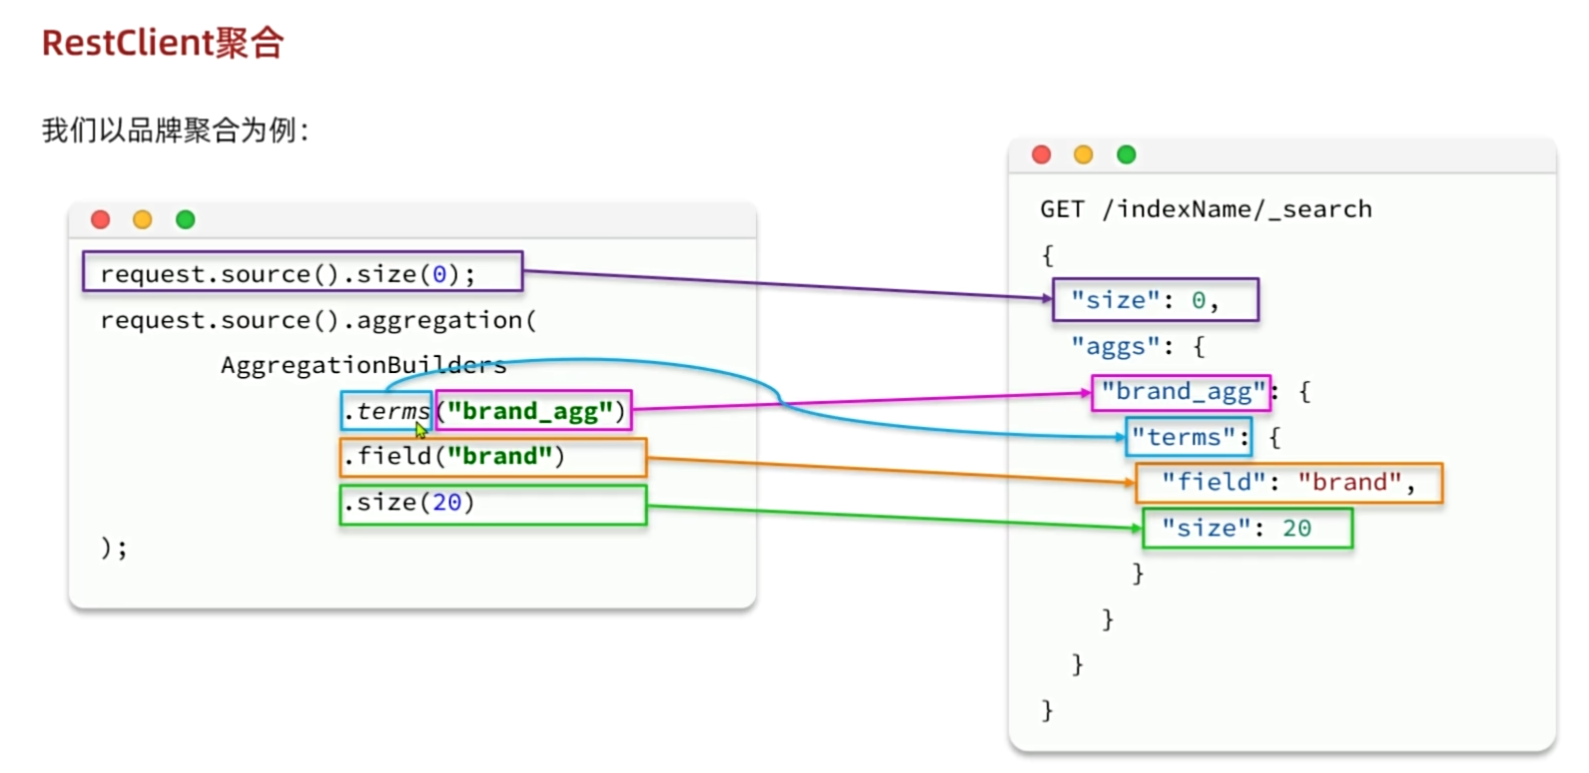 RestClient聚合
我们以品牌聚合为例：
request.source().size(0);
request.source().aggregation(
AggregationBuilders
.terms("brand_agg")
.field("brand")
.size(20)
);
GET /indexName/_search
{
"size": 0,
"aggs": {
"brand_agg": {
"terms": {
"field": "brand",
"size": 20
}
}
}
}